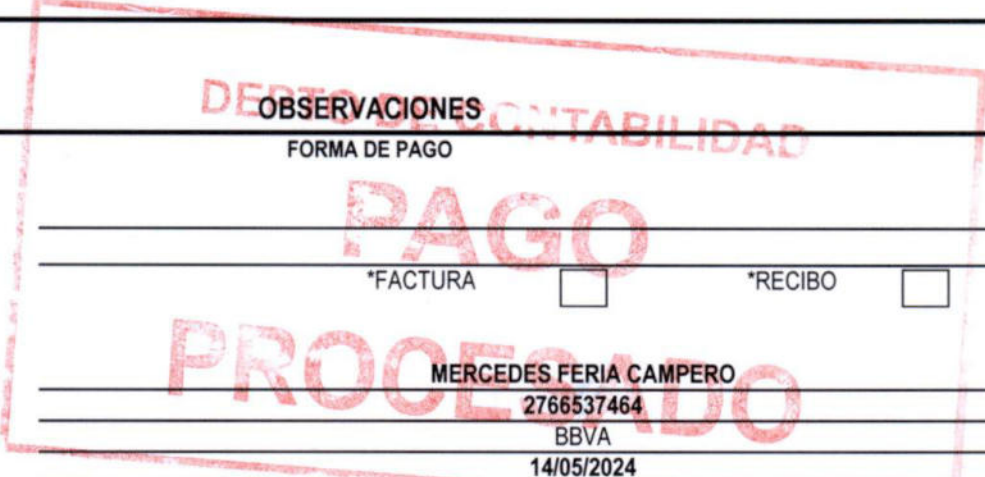 DEPTO DE CONTABILIDAD
OBSERVACIONES
FORMA DE PAGO
PAGO
*FACTURA *RECIBO
PROCESADO
MERCEDES FERIA CAMPERO
2766537464
BBVA
14/05/2024